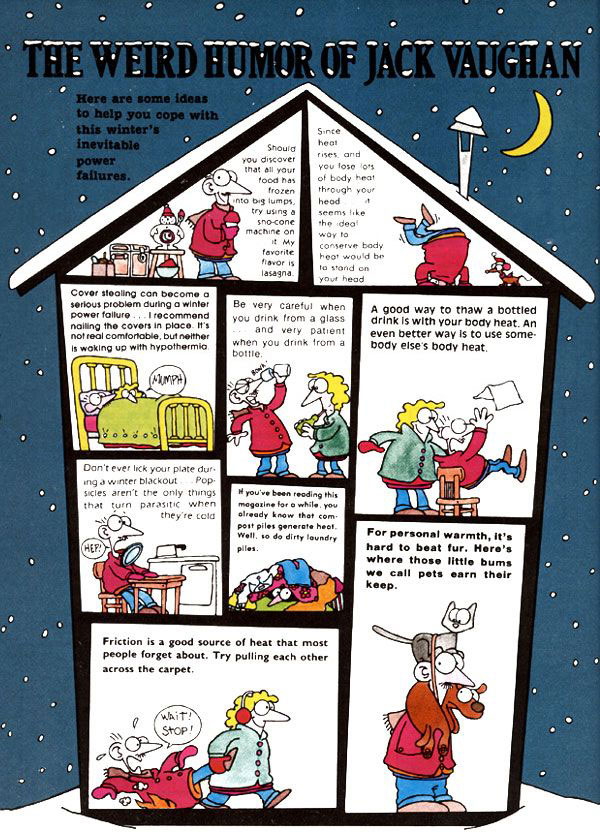 THE WEIRD HUMOR OF JACK VAUGHAN
Here are some ideas
to help you cope with
this winter's
inevitable
power
failures.
Should
you discover
that all your
food has
frozen
into big lumps,
try using a
sno-cone
machine on
it. My
favorite
flavor is
lasagna.
Since
heat
rises, and
you lose lots
of body heat
through your
head . . . it
seems like
the ideal
way to
conserve body
heat would be
to stand on
your head.
Cover stealing can become a
serious problem during a winter
power failure . . . I recommend
nailing the covers in place. It's
not real comfortable, but neither
is waking up with hypothermia.
MUMPH
Be very careful when
you drink from a glass
. . . and very patient
when you drink from a
bottle.
BONK
A good way to thaw a bottled
drink is with your body heat. An
even better way is to use some-
body else's body heat.
Don't ever lick your plate dur-
ing a winter blackout . . . Pop-
sicles aren't the only things
that turn parasitic when
they're cold.
HEP!
If you've been reading this
magazine for a while, you
already know that com-
post piles generate heat.
Well, so do dirty laundry
piles.
For personal warmth, it's
hard to beat fur. Here's
where those little bums
we call pets earn their
keep.
Friction is a good source of heat that most
people forget about. Try pulling each other
across the carpet.
WAIT!
STOP!